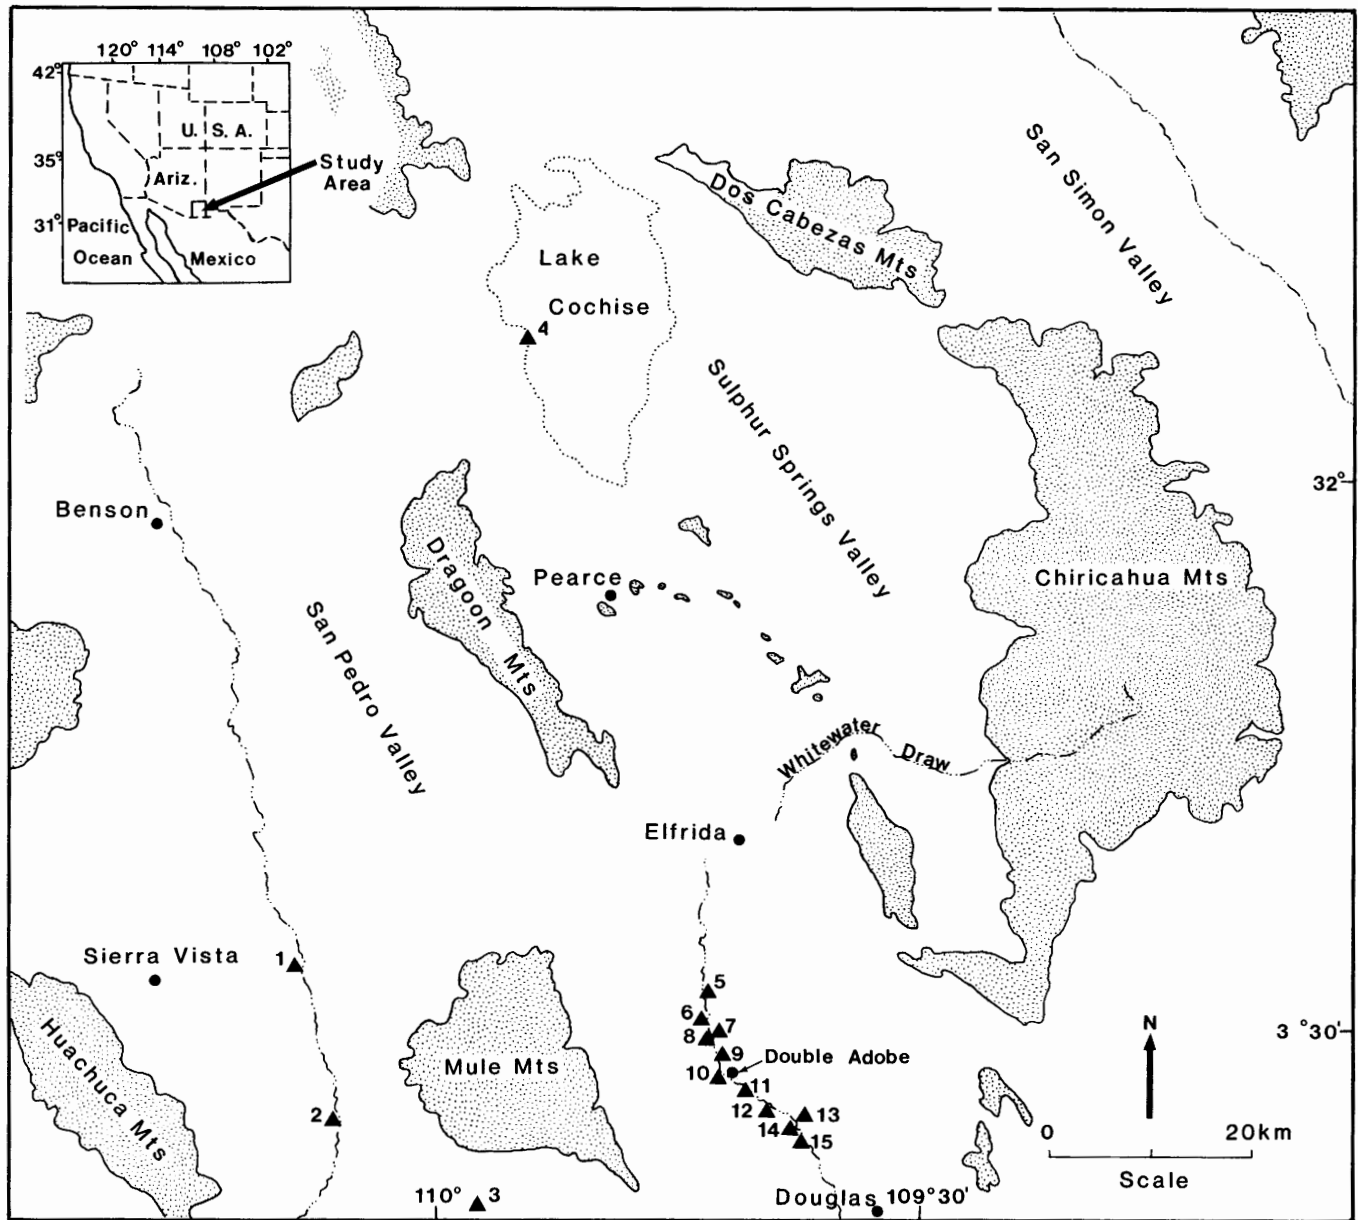 120° 114° 108° 102°
42°
35°
31°
U. S. A.
Ariz.
Study
Area
Pacific
Ocean
Mexico
San Simon Valley
Dos Cabezas Mts
Lake
Cochise
4
Sulphur Springs Valley
32°
Benson
Dragoon
Mts
Pearce
Chiricahua Mts
San Pedro Valley
Whitewater
Draw
Elfrida
Sierra Vista
1
5
6
7
8
9
10
Double Adobe
11
12
13
14
15
N
3 °30'
Huachuca Mts
Mule Mts
2
0 20km
Scale
110°
3
Douglas 109°30'